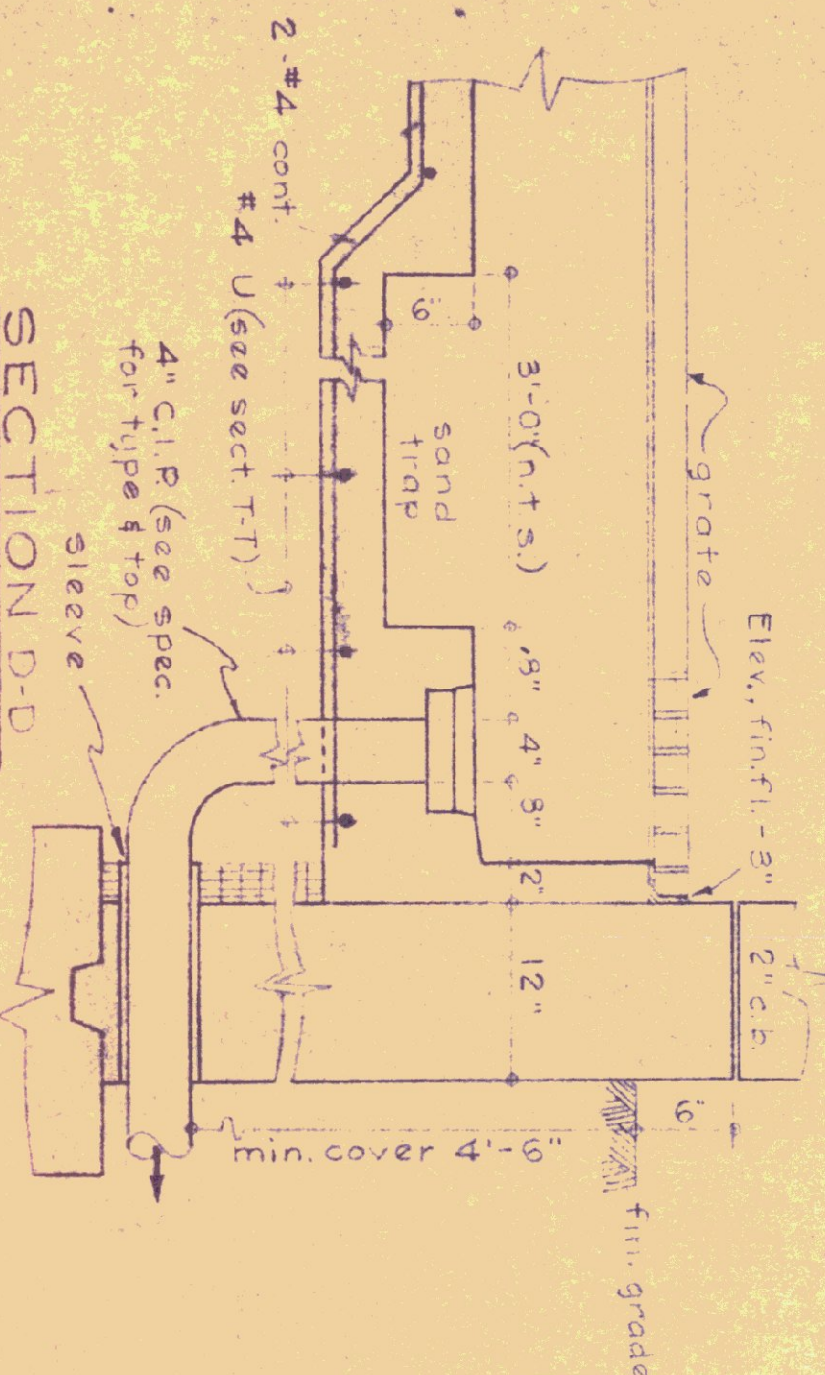 Elev., fin. fl. - 3"
2" c.b.
grate
3'-0" (n.t.s.)
8"
4"
8"
2"
12"
6"
6"
sand
trap
fin. grade
min. cover 4'-6"
2-#4 cont.
#4 U (see sect. T-T)
4" C.I.P. (see spec.
for type & top)
sleeve
SECTION D-D